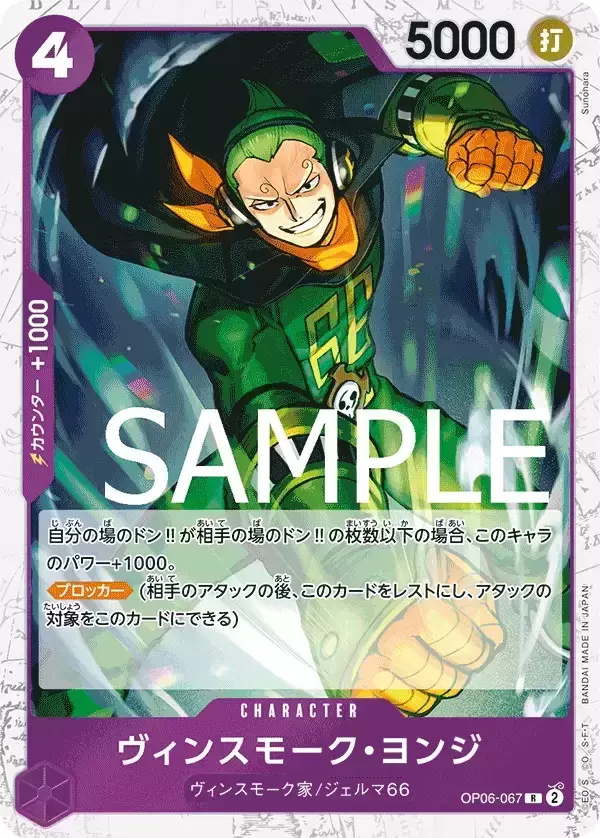 4
5000
打
Sunohara
カウンター +1000
66
SAMPLE
自分の場のドン!!が相手の場のドン!!の枚数以下の場合、このキャラ
のパワー+1000。
ブロッカー (相手のアタックの後、このカードをレストにし、アタックの
対象をこのカードにできる)
CHARACTER
ヴィンスモーク・ヨンジ
ヴィンスモーク家/ジェルマ66
OP06-067 R 2
©E.O. ©O, S・F,T. BANDAI MADE IN JAPAN